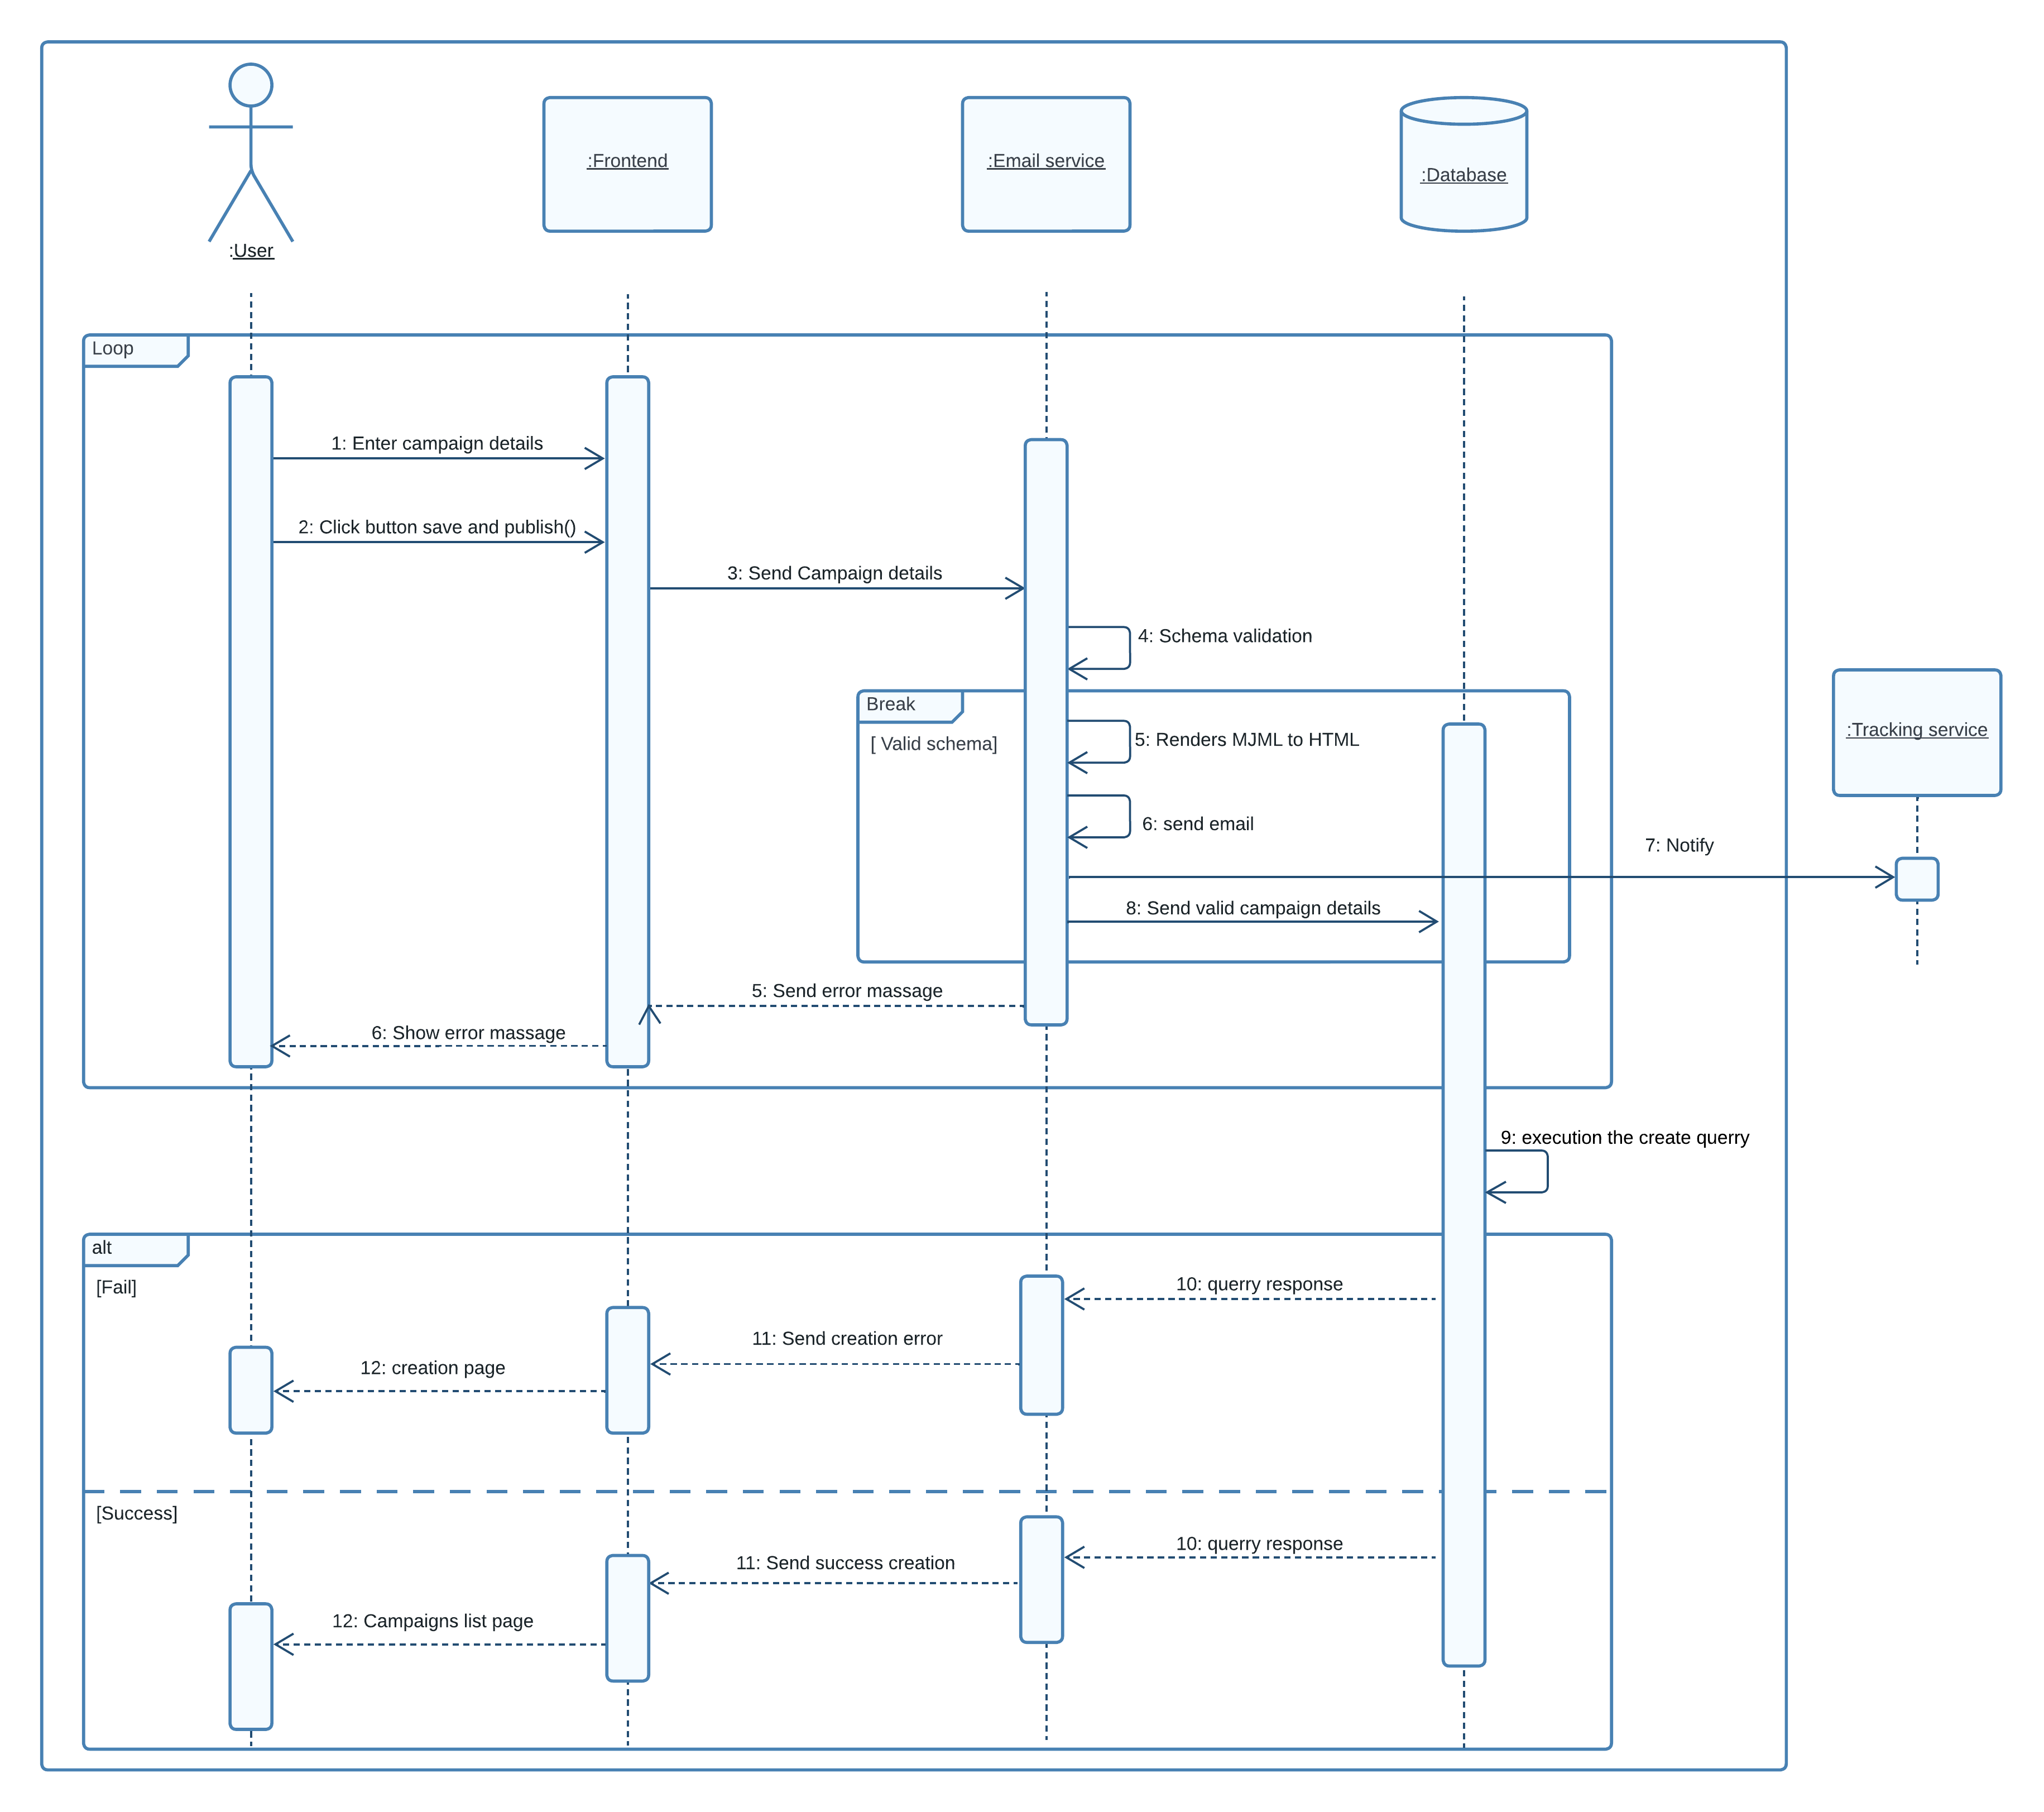 :User
:Frontend
:Email service
:Database
Loop
1: Enter campaign details
2: Click button save and publish()
3: Send Campaign details
4: Schema validation
Break
[ Valid schema]
5: Renders MJML to HTML
:Tracking service
6: send email
7: Notify
8: Send valid campaign details
5: Send error massage
6: Show error massage
9: execution the create querry
alt
[Fail]
10: querry response
11: Send creation error
12: creation page
[Success]
10: querry response
11: Send success creation
12: Campaigns list page